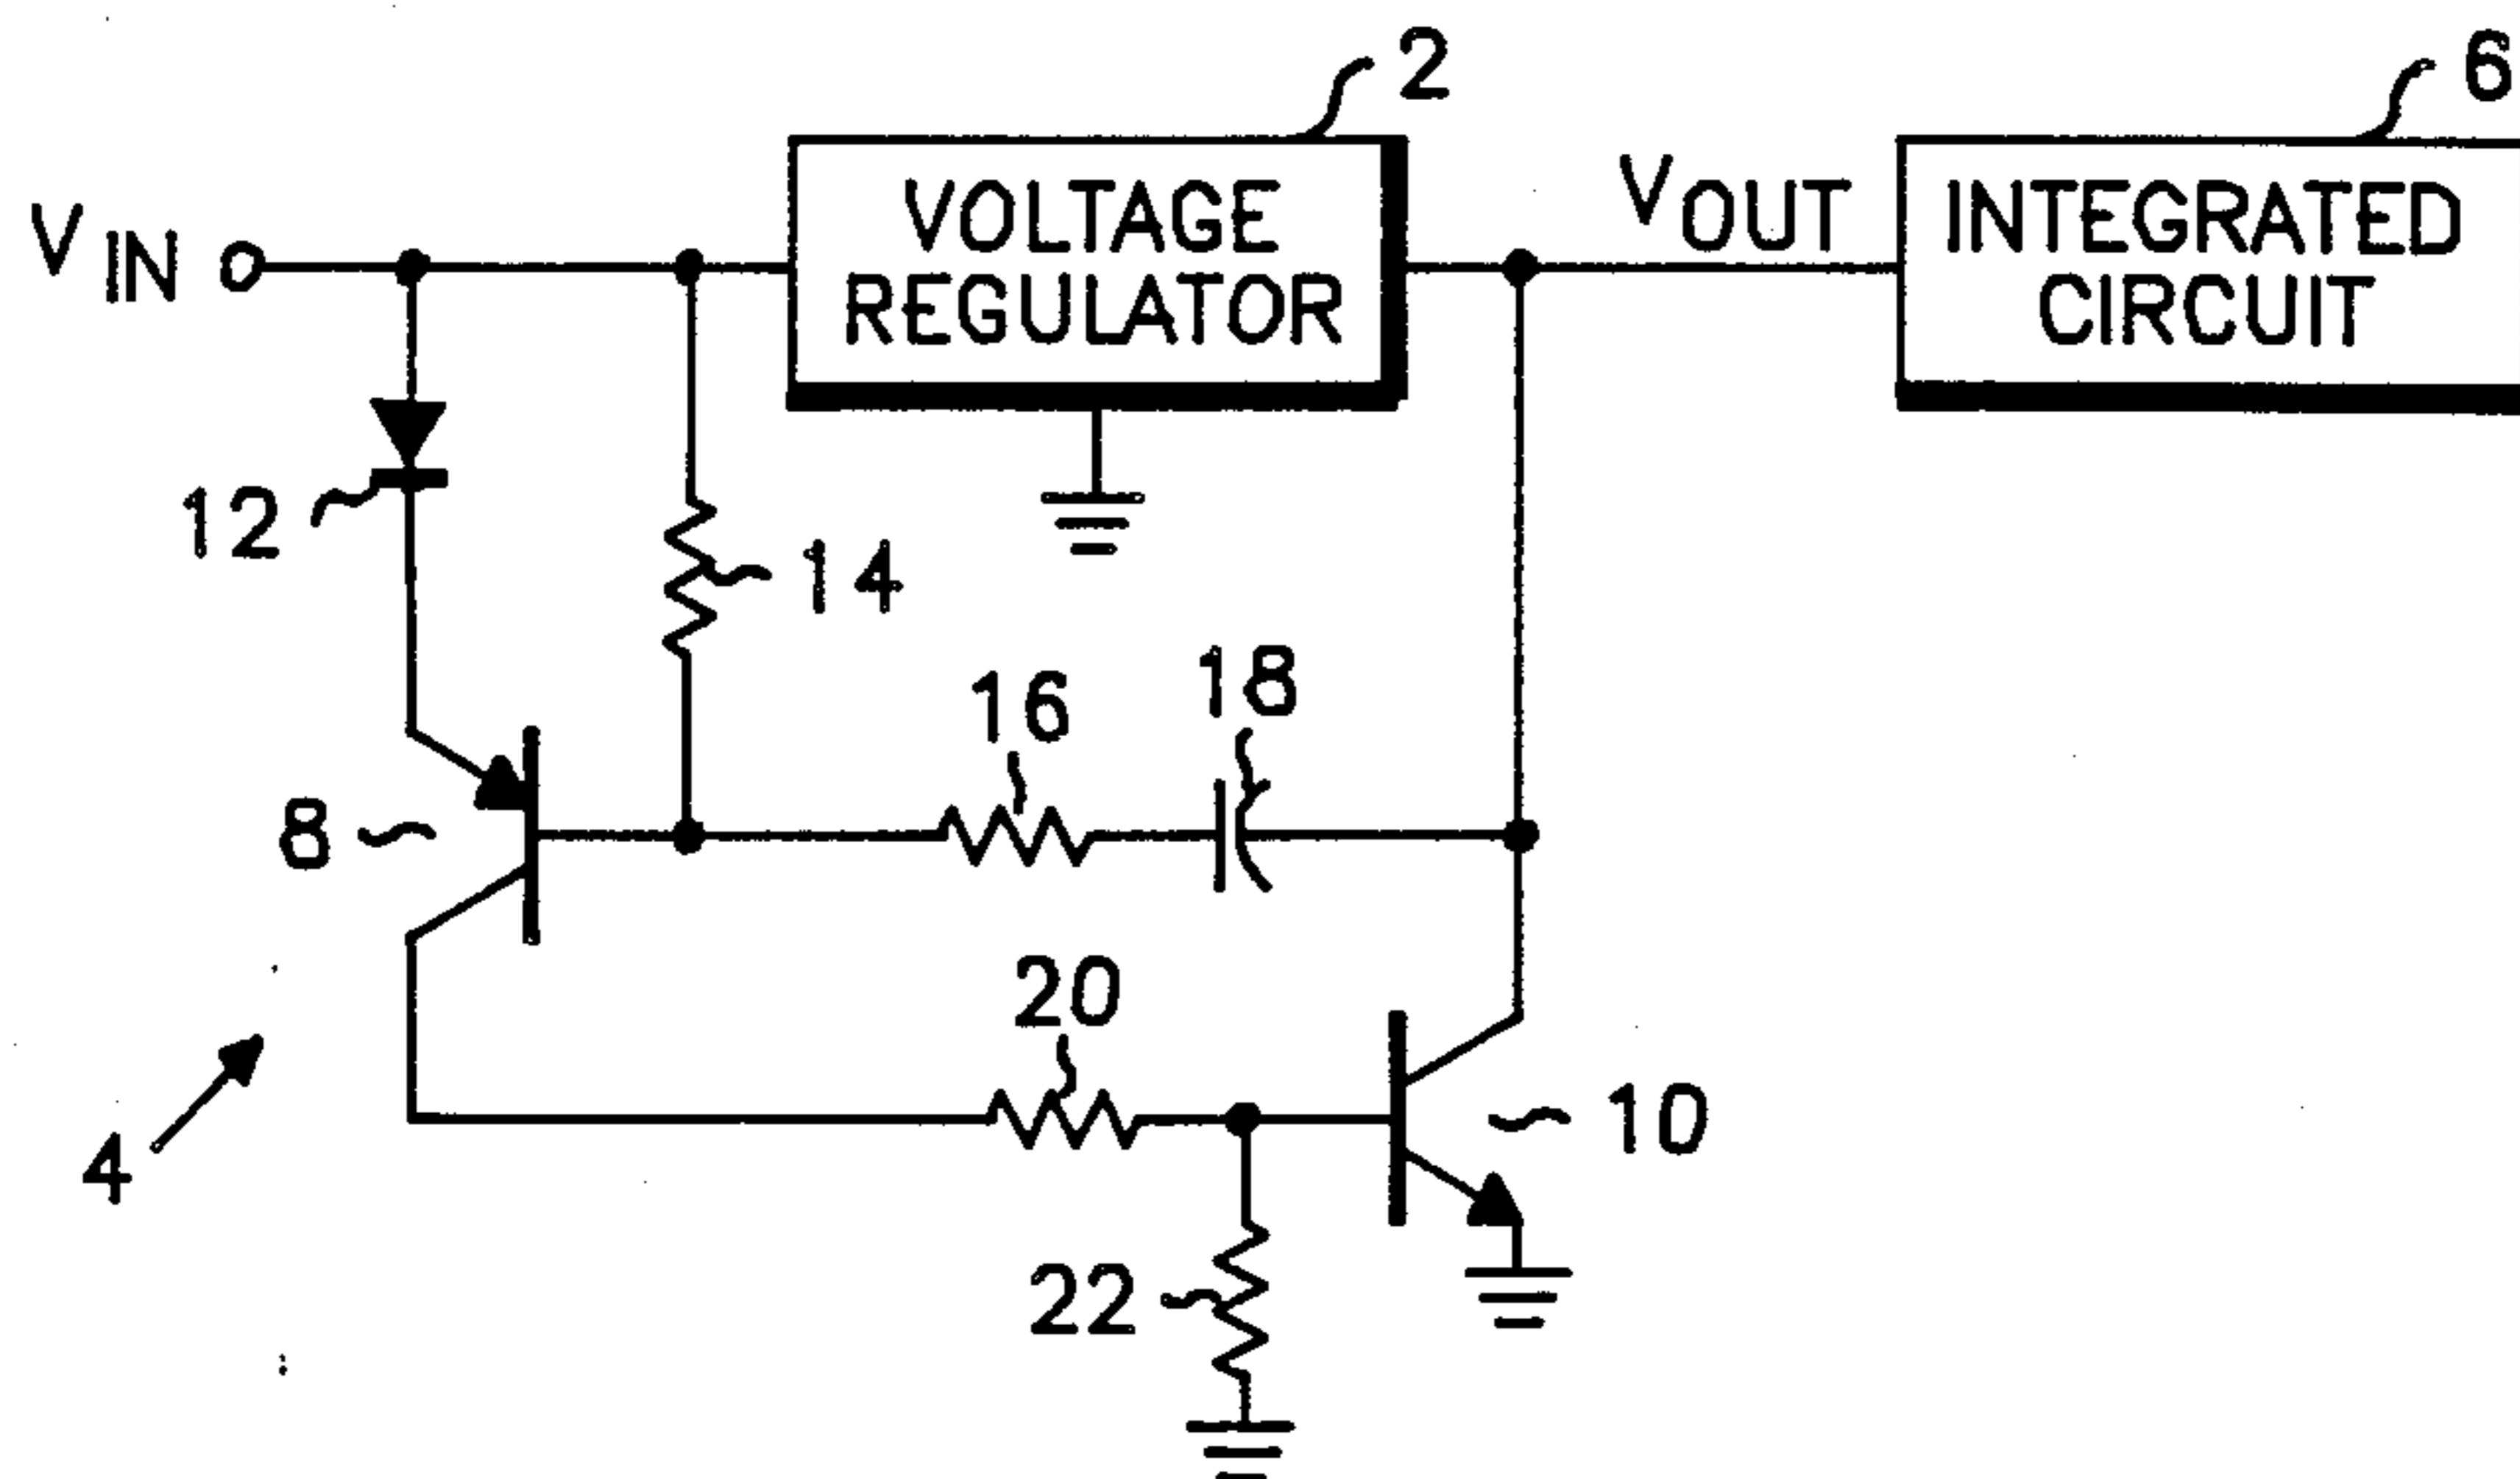 2
6
VIN
VOLTAGE
REGULATOR
VOUT
INTEGRATED
CIRCUIT
12
14
16
18
8
20
10
4
22